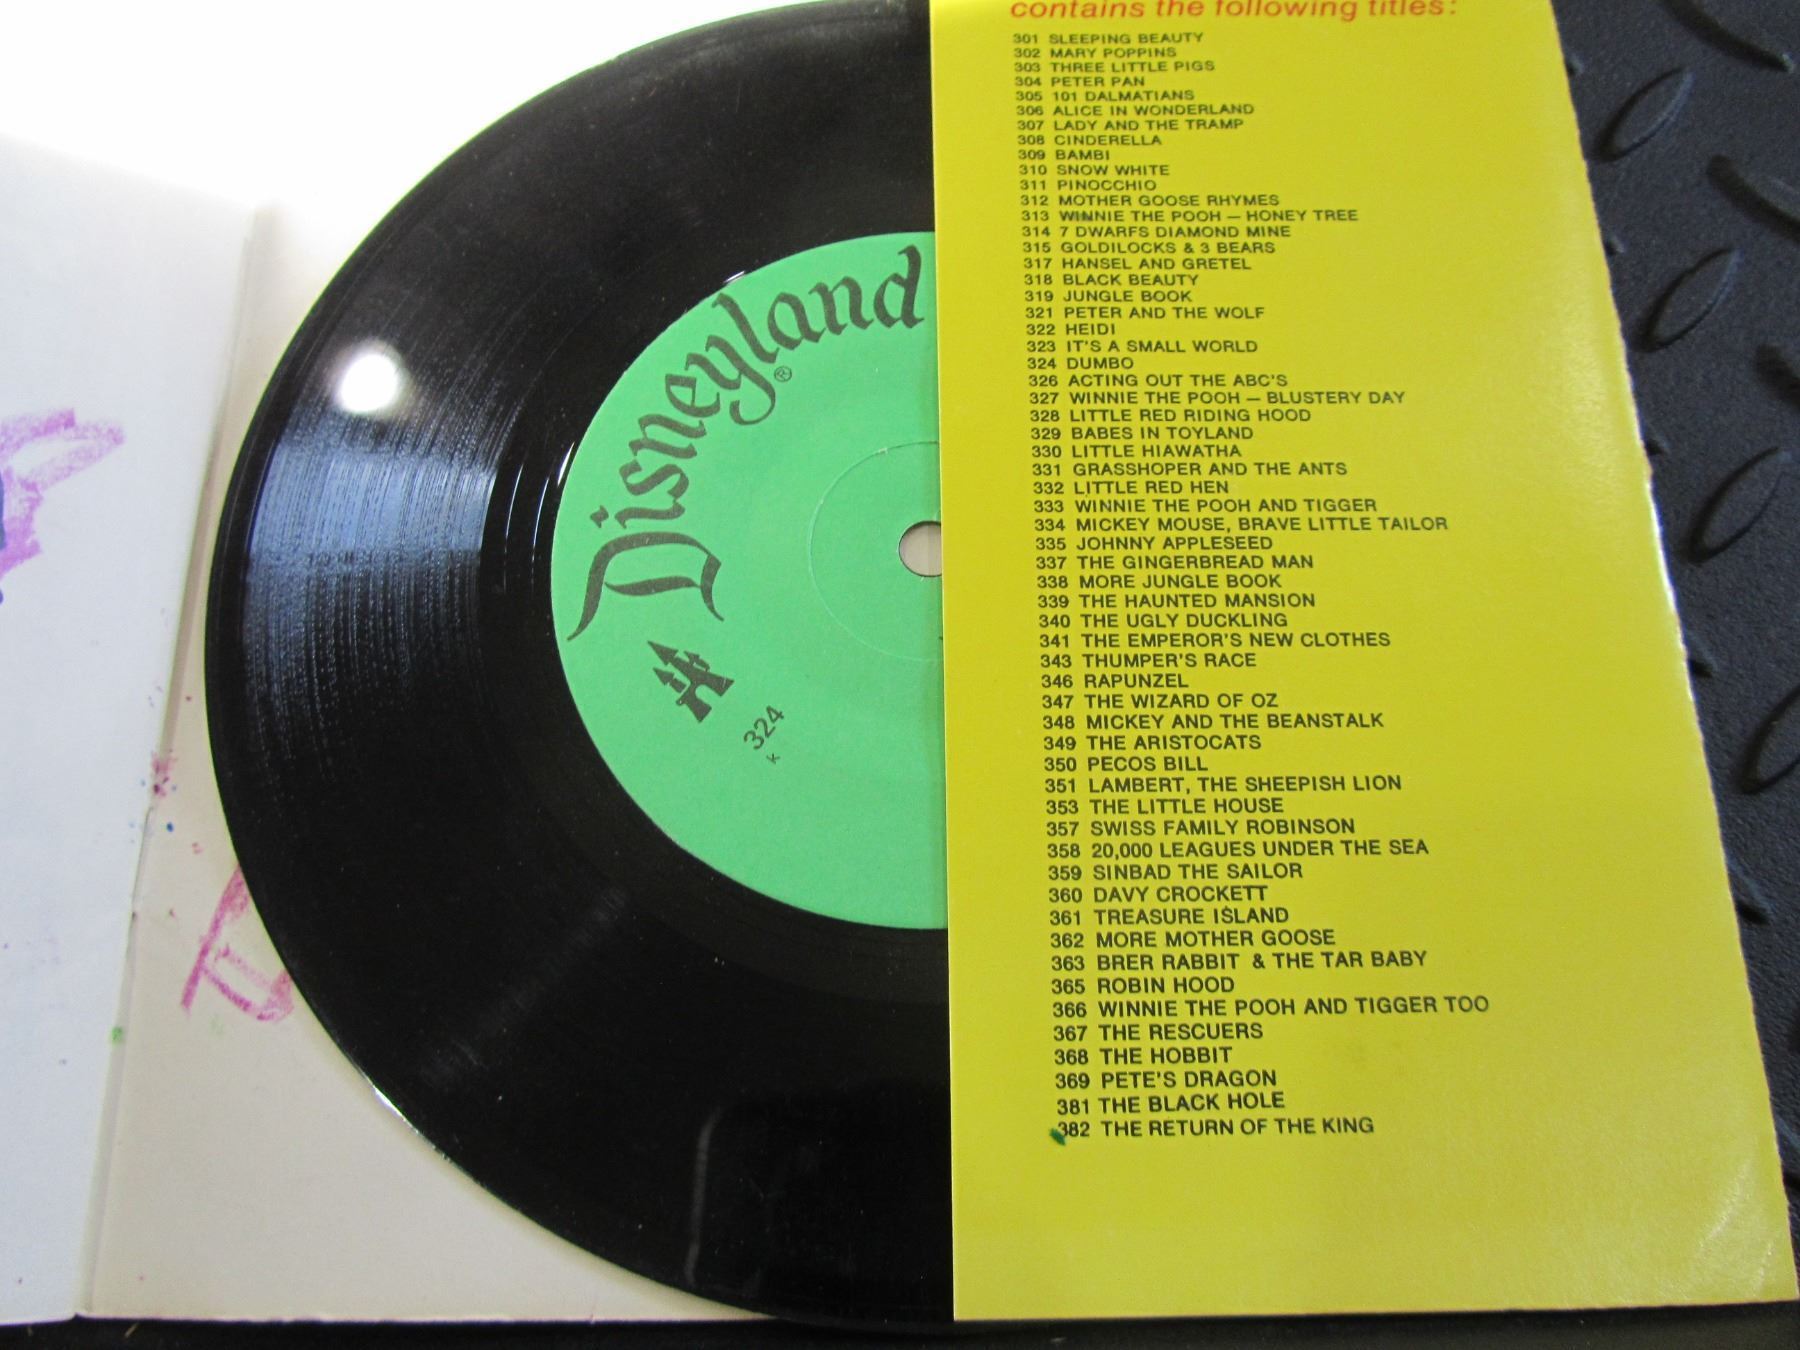 Disneyland
®
324
K
contains the following titles:
301 SLEEPING BEAUTY
302 MARY POPPINS
303 THREE LITTLE PIGS
304 PETER PAN
305 101 DALMATIANS
306 ALICE IN WONDERLAND
307 LADY AND THE TRAMP
308 CINDERELLA
309 BAMBI
310 SNOW WHITE
311 PINOCCHIO
312 MOTHER GOOSE RHYMES
313 WINNIE THE POOH — HONEY TREE
314 7 DWARFS DIAMOND MINE
315 GOLDILOCKS & 3 BEARS
317 HANSEL AND GRETEL
318 BLACK BEAUTY
319 JUNGLE BOOK
321 PETER AND THE WOLF
322 HEIDI
323 IT'S A SMALL WORLD
324 DUMBO
326 ACTING OUT THE ABC'S
327 WINNIE THE POOH — BLUSTERY DAY
328 LITTLE RED RIDING HOOD
329 BABES IN TOYLAND
330 LITTLE HIAWATHA
331 GRASSHOPER AND THE ANTS
332 LITTLE RED HEN
333 WINNIE THE POOH AND TIGGER
334 MICKEY MOUSE, BRAVE LITTLE TAILOR
335 JOHNNY APPLESEED
337 THE GINGERBREAD MAN
338 MORE JUNGLE BOOK
339 THE HAUNTED MANSION
340 THE UGLY DUCKLING
341 THE EMPEROR'S NEW CLOTHES
343 THUMPER'S RACE
346 RAPUNZEL
347 THE WIZARD OF OZ
348 MICKEY AND THE BEANSTALK
349 THE ARISTOCATS
350 PECOS BILL
351 LAMBERT, THE SHEEPISH LION
353 THE LITTLE HOUSE
357 SWISS FAMILY ROBINSON
358 20,000 LEAGUES UNDER THE SEA
359 SINBAD THE SAILOR
360 DAVY CROCKETT
361 TREASURE ISLAND
362 MORE MOTHER GOOSE
363 BRER RABBIT & THE TAR BABY
365 ROBIN HOOD
366 WINNIE THE POOH AND TIGGER TOO
367 THE RESCUERS
368 THE HOBBIT
369 PETE'S DRAGON
381 THE BLACK HOLE
382 THE RETURN OF THE KING